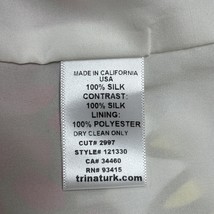 MADE IN CALIFORNIA
USA
100% SILK
CONTRAST:
100% SILK
LINING:
100% POLYESTER
DRY CLEAN ONLY
CUT# 2997
STYLE# 121330
CA# 34460
RN# 93415
trinaturk.com